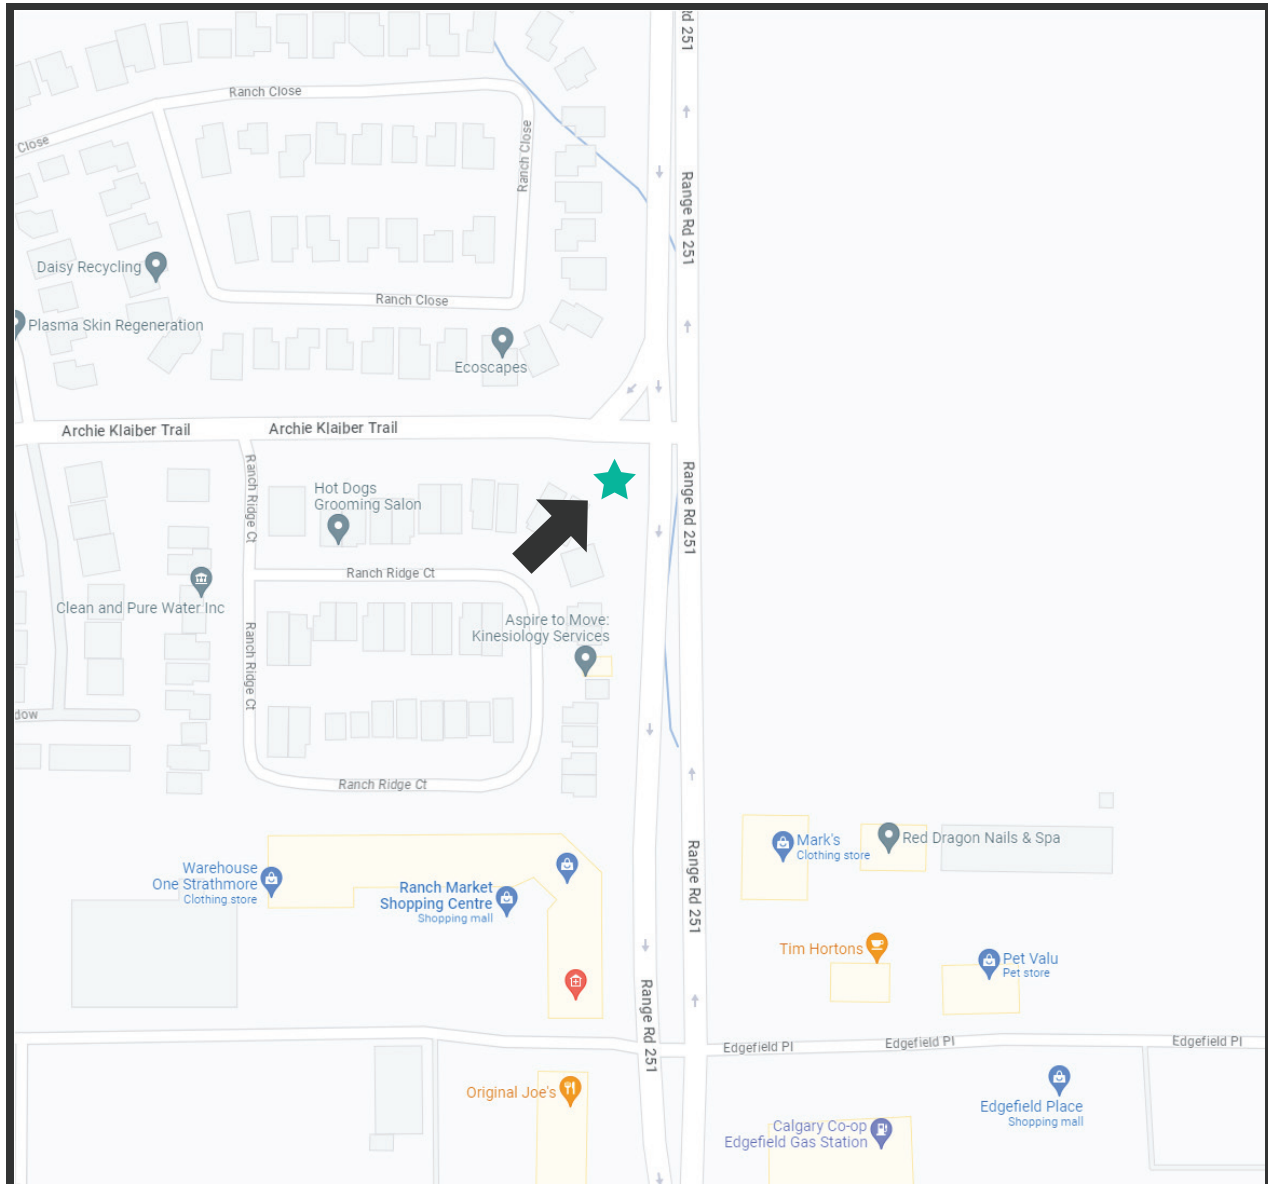 Rd 251
Ranch Close
Close
Ranch Close
Range Rd 251
Daisy Recycling
Ranch Close
Plasma Skin Regeneration
Ecoscapes
Archie Klaiber Trail
Archie Klaiber Trail
Ranch Ridge Ct
Hot Dogs
Grooming Salon
Range Rd 251
Ranch Ridge Ct
Clean and Pure Water Inc
Aspire to Move:
Kinesiology Services
Ranch Ridge Ct
dow
Ranch Ridge Ct
Mark's
Clothing store
Red Dragon Nails & Spa
Range Rd 251
Warehouse
One Strathmore
Clothing store
Ranch Market
Shopping Centre
Shopping mall
Tim Hortons
Pet Valu
Pet store
Range Rd 251
Edgefield Pl
Edgefield Pl
Edgefield Pl
Original Joe's
Edgefield Place
Shopping mall
Calgary Co-op
Edgefield Gas Station